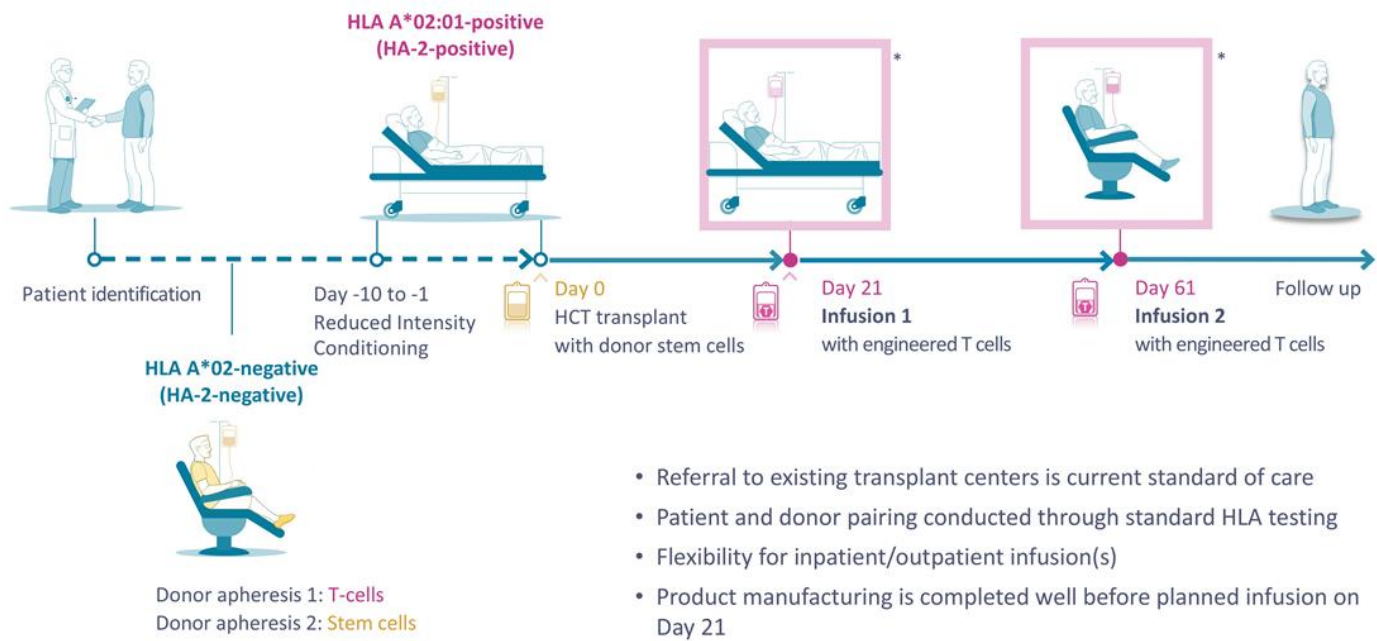 HLA A*02:01-positive
(HA-2-positive)
*
*
Patient identification
Day -10 to -1
Reduced Intensity
Conditioning
Day 0
HCT transplant
with donor stem cells
T
Day 21
Infusion 1
with engineered T cells
T
Day 61
Infusion 2
with engineered T cells
Follow up
HLA A*02-negative
(HA-2-negative)
Donor apheresis 1: T-cells
Donor apheresis 2: Stem cells
• Referral to existing transplant centers is current standard of care
• Patient and donor pairing conducted through standard HLA testing
• Flexibility for inpatient/outpatient infusion(s)
• Product manufacturing is completed well before planned infusion on
Day 21